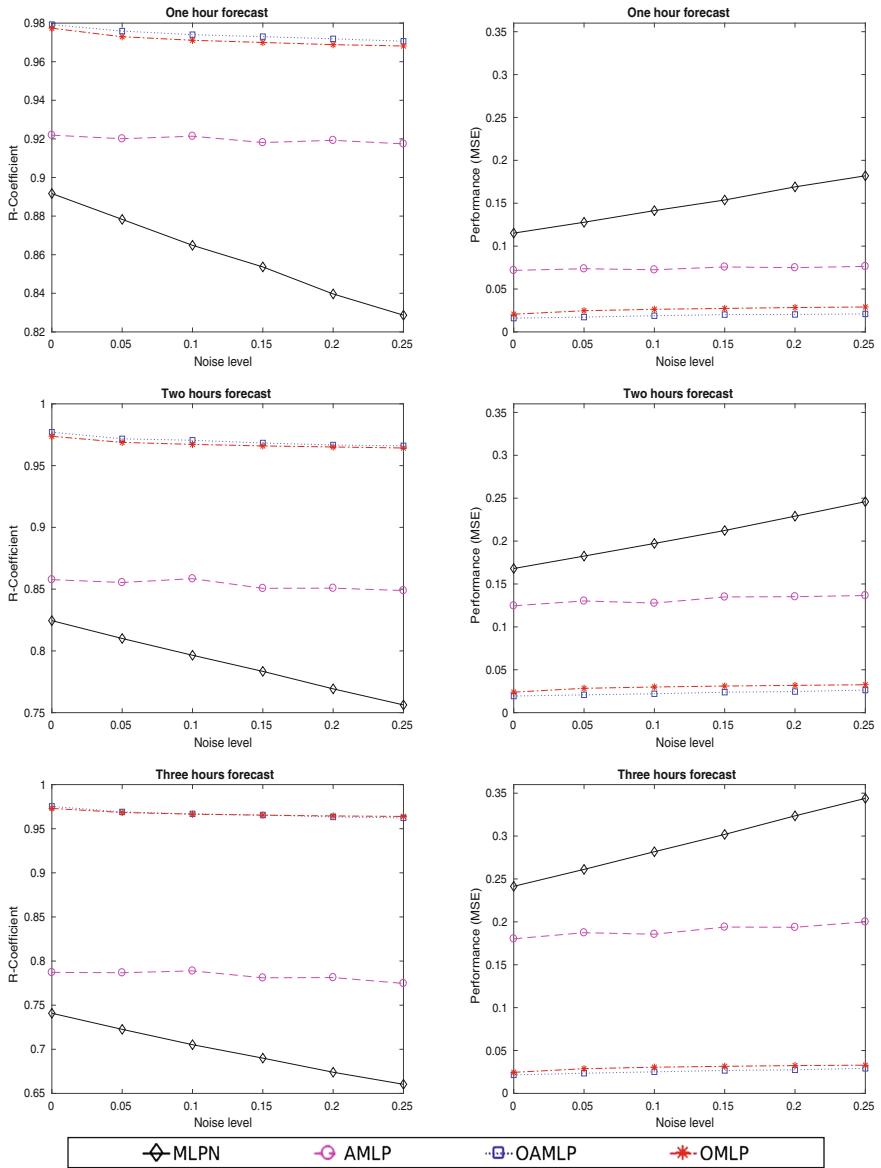 One hour forecast
0.98
0.96
0.94
0.92
0.9
0.88
0.86
0.84
0.82
R-Coefficient
0 0.05 0.1 0.15 0.2 0.25
Noise level
One hour forecast
0.35
0.3
0.25
0.2
0.15
0.1
0.05
0
Performance (MSE)
0 0.05 0.1 0.15 0.2 0.25
Noise level
Two hours forecast
1
0.95
0.9
0.85
0.8
0.75
R-Coefficient
0 0.05 0.1 0.15 0.2 0.25
Noise level
Two hours forecast
0.35
0.3
0.25
0.2
0.15
0.1
0.05
0
Performance (MSE)
0 0.05 0.1 0.15 0.2 0.25
Noise level
Three hours forecast
1
0.95
0.9
0.85
0.8
0.75
0.7
0.65
R-Coefficient
0 0.05 0.1 0.15 0.2 0.25
Noise level
Three hours forecast
0.35
0.3
0.25
0.2
0.15
0.1
0.05
0
Performance (MSE)
0 0.05 0.1 0.15 0.2 0.25
Noise level
MLPN AMLP OAMLP OMLP